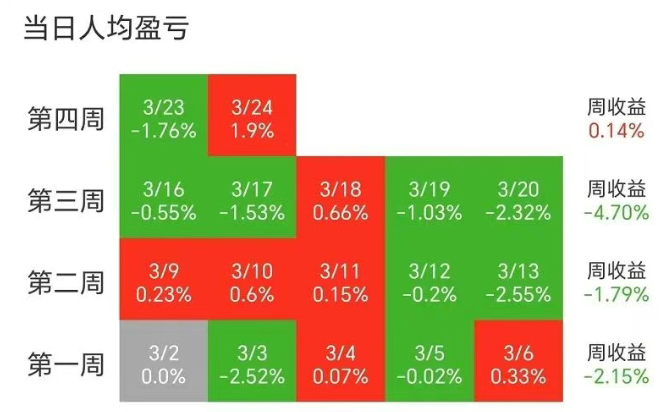 当日人均盈亏
第四周 3/23 3/24 周收益
-1.76% 1.9% 0.14%
第三周 3/16 3/17 3/18 3/19 3/20 周收益
-0.55% -1.53% 0.66% -1.03% -2.32% -4.70%
第二周 3/9 3/10 3/11 3/12 3/13 周收益
0.23% 0.6% 0.15% -0.2% -2.55% -1.79%
第一周 3/2 3/3 3/4 3/5 3/6 周收益
0.0% -2.52% 0.07% -0.02% 0.33% -2.15%